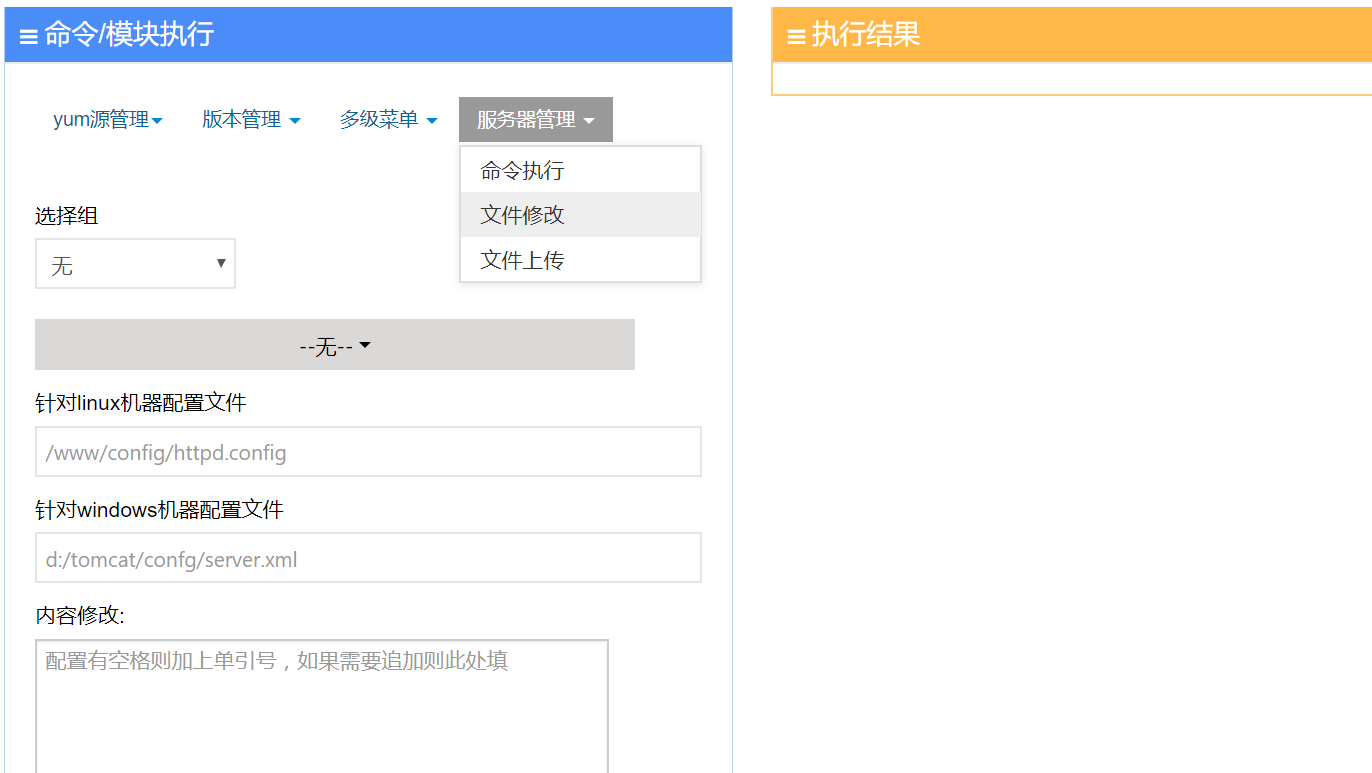 命令/模块执行
yum源管理 版本管理 多级菜单 服务器管理
命令执行
文件修改
文件上传
选择组
无
--无--
针对linux机器配置文件
/www/config/httpd.config
针对windows机器配置文件
d:/tomcat/confg/server.xml
内容修改:
配置有空格则加上单引号，如果需要追加则此处填
执行结果